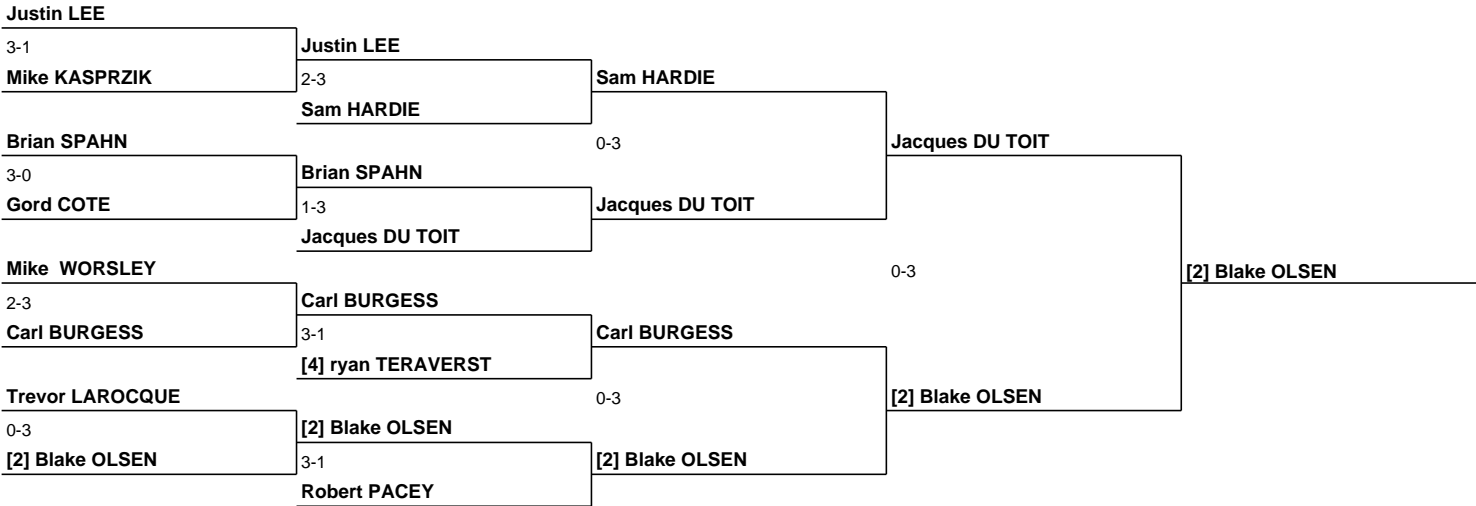 Justin LEE
3-1
Justin LEE
Mike KASPRZIK
2-3
Sam HARDIE
Sam HARDIE
Brian SPAHN
0-3
Jacques DU TOIT
3-0
Brian SPAHN
Gord COTE
1-3
Jacques DU TOIT
Jacques DU TOIT
Mike  WORSLEY
0-3
[2] Blake OLSEN
2-3
Carl BURGESS
Carl BURGESS
3-1
Carl BURGESS
[4] ryan TERAVERST
Trevor LAROCQUE
0-3
[2] Blake OLSEN
0-3
[2] Blake OLSEN
[2] Blake OLSEN
3-1
[2] Blake OLSEN
Robert PACEY